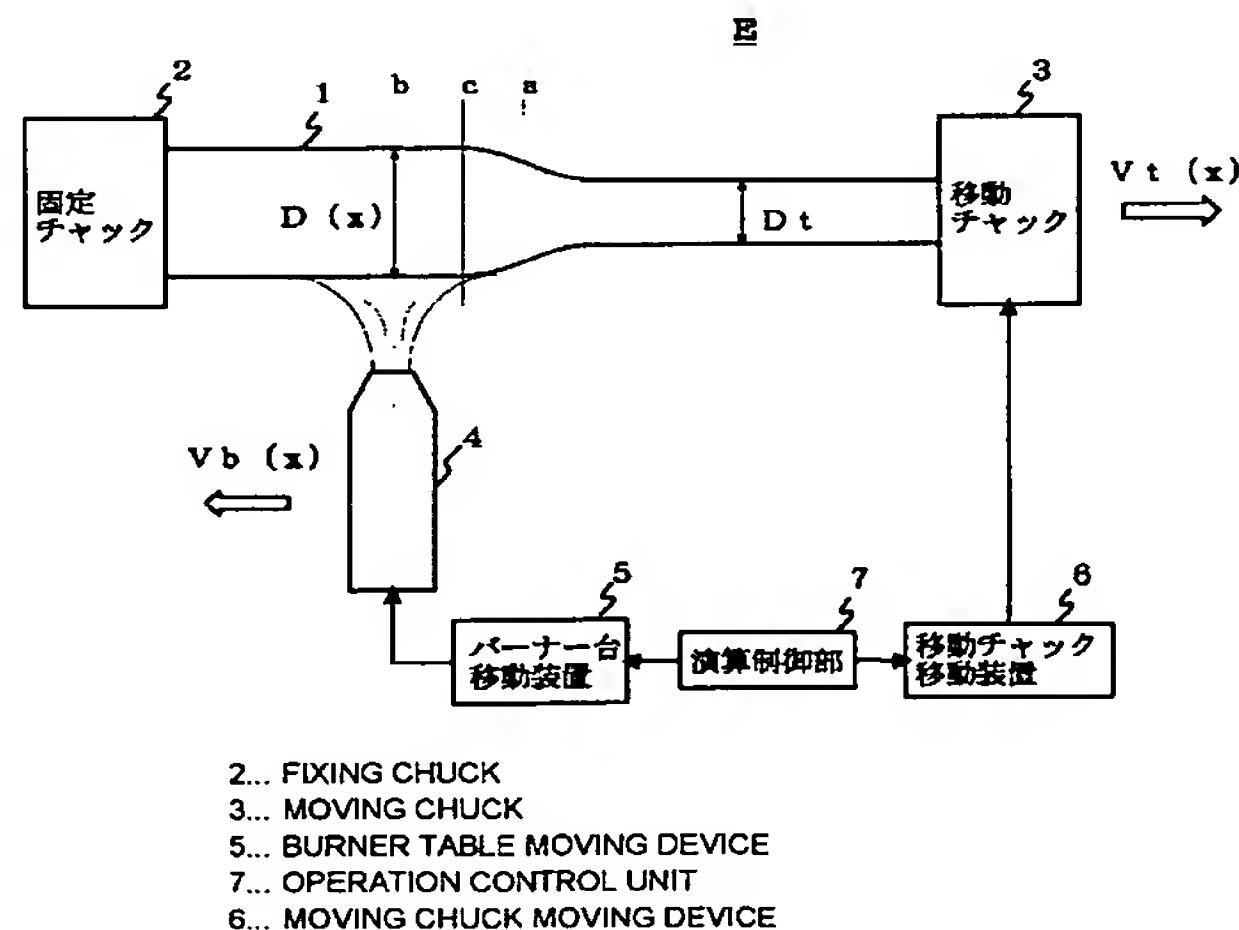 E
2
1
b
c
a
3
固定
チャック
D (x)
D t
移動
チャック
V t (x)
V b (x)
4
5
7
6
バーナー台
移動装置
演算制御部
移動チャック
移動装置
2... FIXING CHUCK
3... MOVING CHUCK
5... BURNER TABLE MOVING DEVICE
7... OPERATION CONTROL UNIT
6... MOVING CHUCK MOVING DEVICE